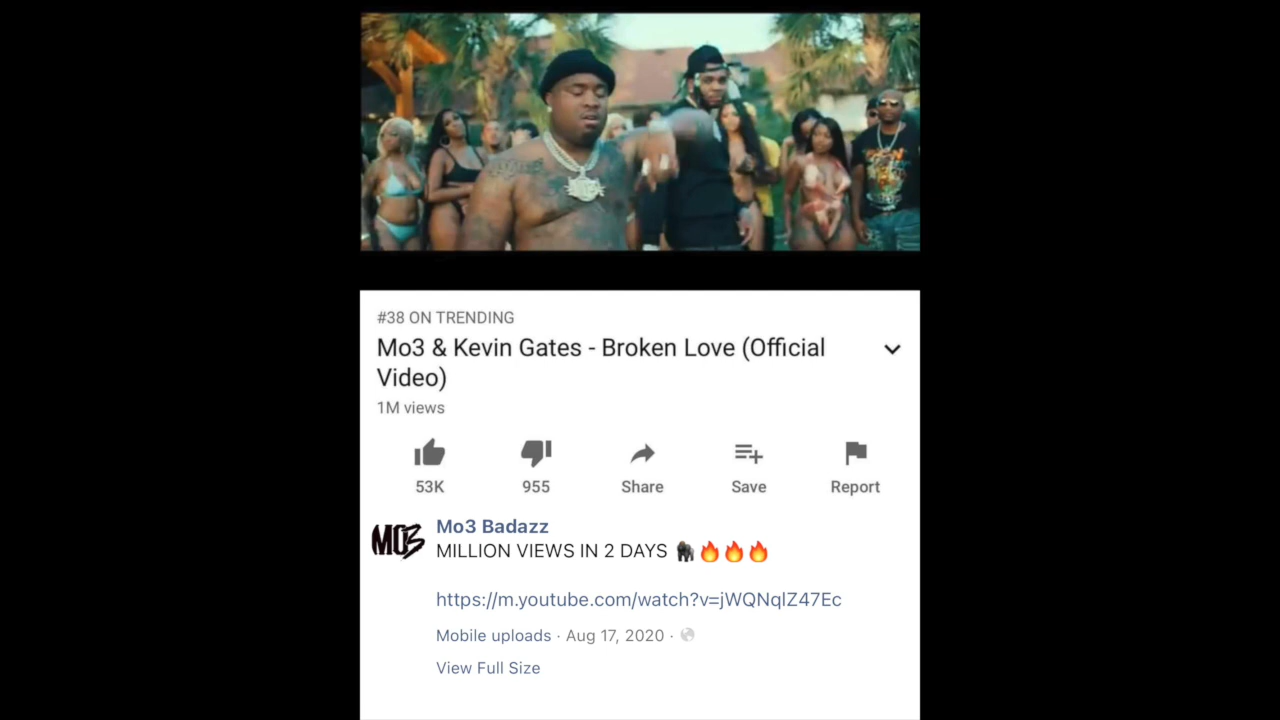 #38 ON TRENDING
Mo3 & Kevin Gates - Broken Love (Official
Video)
1M views
53K
955
Share
Save
Report
MO3
Mo3 Badazz
MILLION VIEWS IN 2 DAYS 🦍🔥🔥🔥
https://m.youtube.com/watch?v=jWQNqlZ47Ec
Mobile uploads · Aug 17, 2020 ·
View Full Size